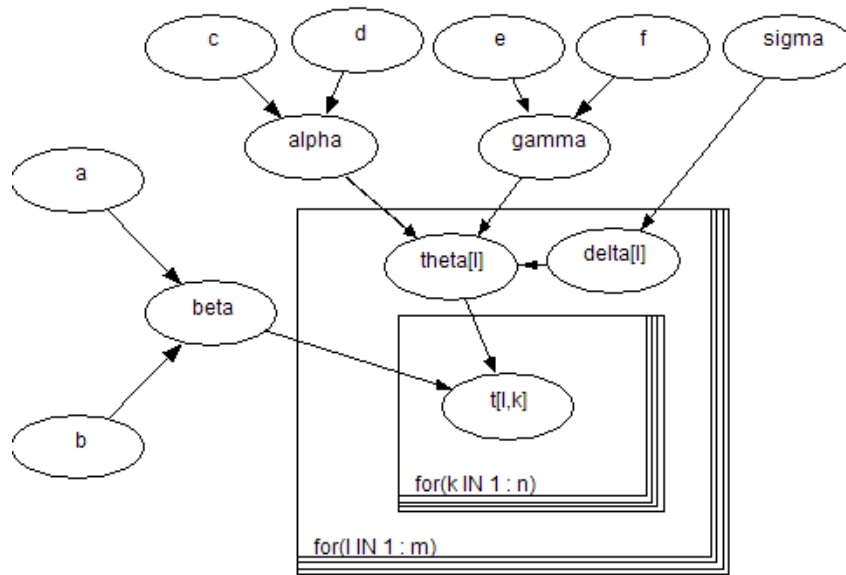 c
d
e
f
sigma
alpha
gamma
a
theta[l]
delta[l]
beta
t[l,k]
b
for(k IN 1 : n)
for(l IN 1 : m)